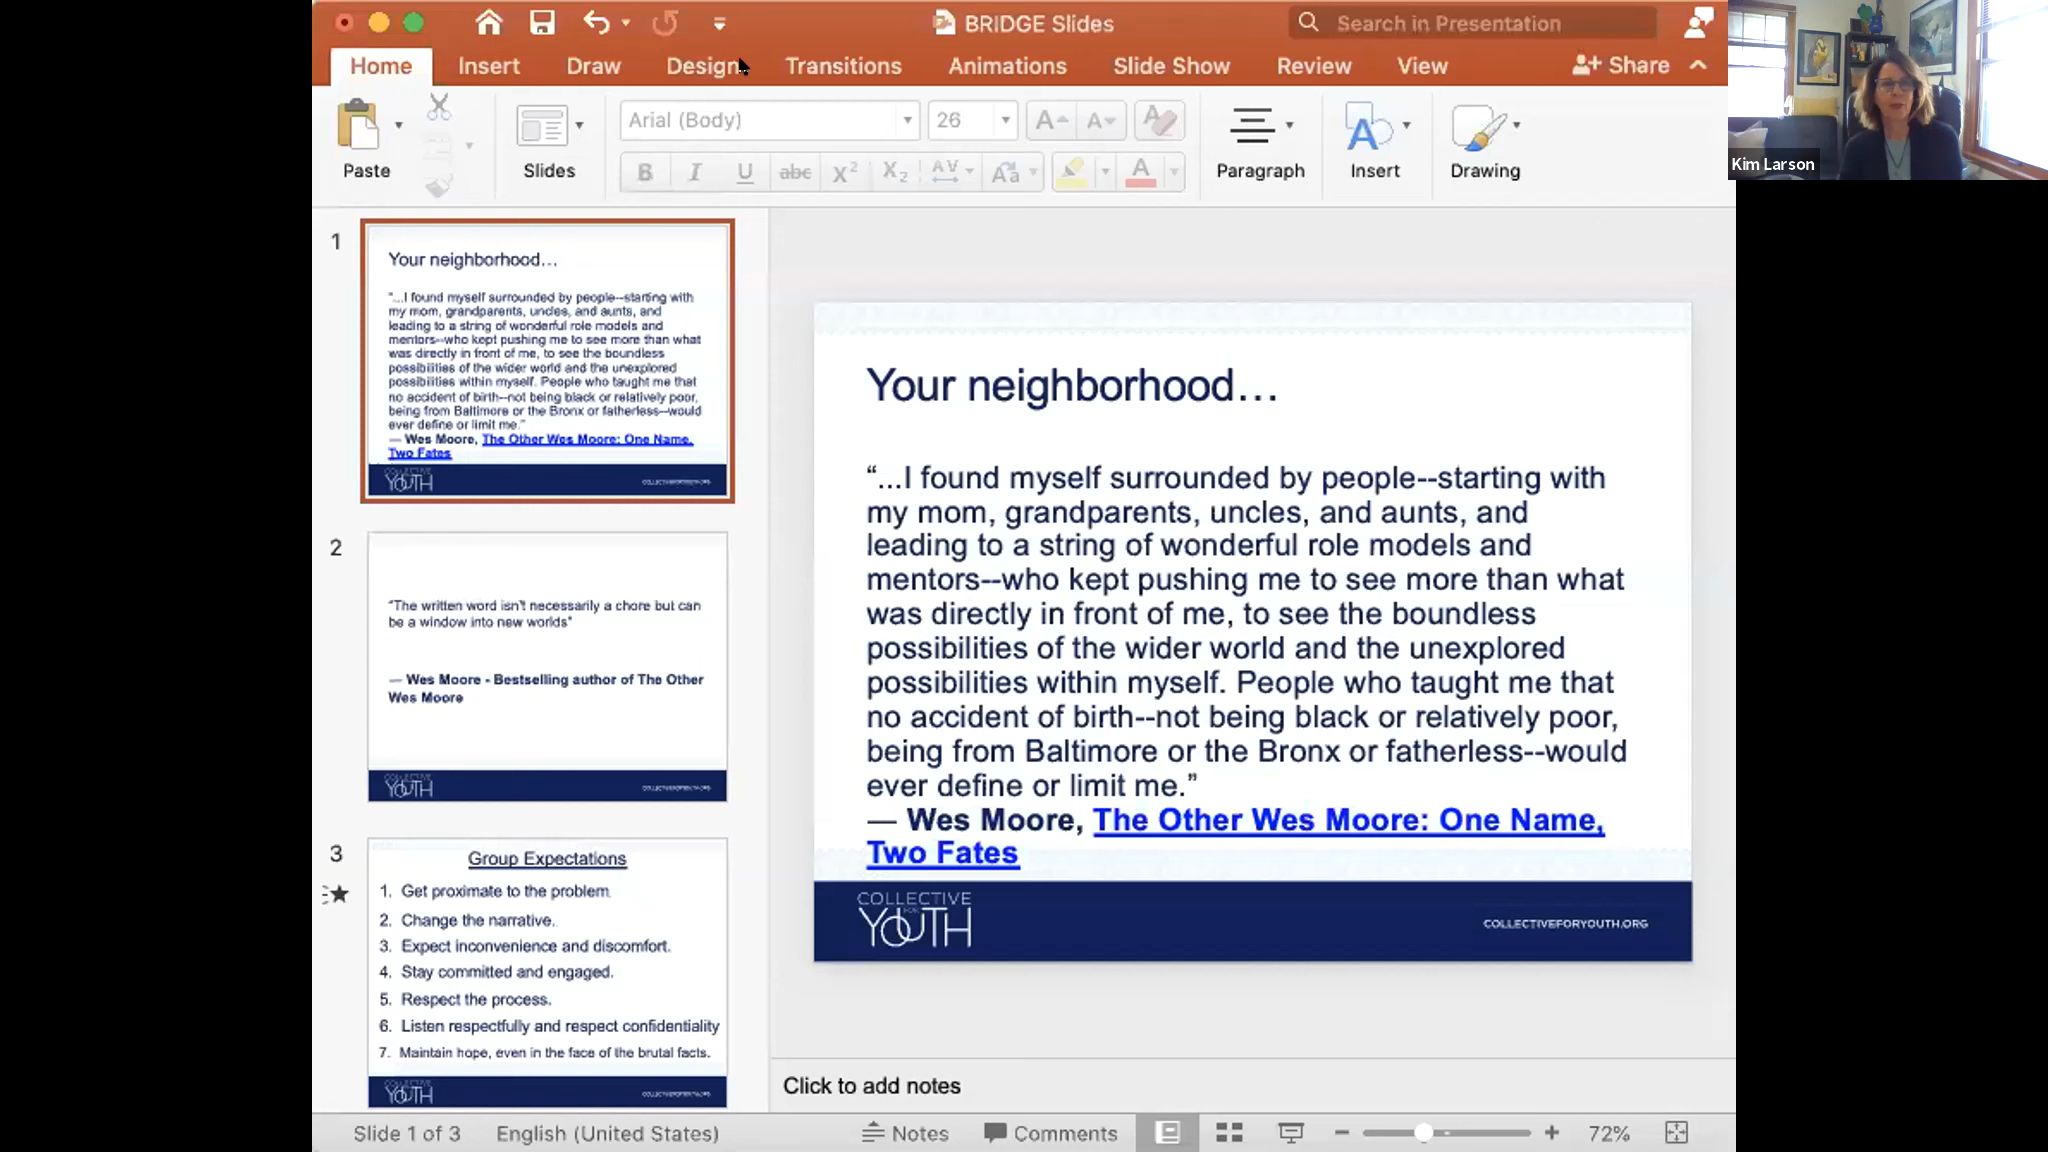 BRIDGE Slides
Search in Presentation
Home Insert Draw Design Transitions Animations Slide Show Review View Share
Arial (Body) 26
Paste Slides Paragraph Insert Drawing
Kim Larson
1
Your neighborhood…
“...I found myself surrounded by people--starting with
my mom, grandparents, uncles, and aunts, and
leading to a string of wonderful role models and
mentors--who kept pushing me to see more than what
was directly in front of me, to see the boundless
possibilities of the wider world and the unexplored
possibilities within myself. People who taught me that
no accident of birth--not being black or relatively poor,
being from Baltimore or the Bronx or fatherless--would
ever define or limit me.”
— Wes Moore, The Other Wes Moore: One Name,
Two Fates
COLLECTIVE
YOUTH
COLLECTIVEFORYOUTH.ORG
2
“The written word isn't necessarily a chore but can
be a window into new worlds”
— Wes Moore - Bestselling author of The Other
Wes Moore
COLLECTIVE
YOUTH
COLLECTIVEFORYOUTH.ORG
3
Group Expectations
1. Get proximate to the problem.
2. Change the narrative.
3. Expect inconvenience and discomfort.
4. Stay committed and engaged.
5. Respect the process.
6. Listen respectfully and respect confidentiality
7. Maintain hope, even in the face of the brutal facts.
COLLECTIVE
YOUTH
COLLECTIVEFORYOUTH.ORG
Your neighborhood…
“...I found myself surrounded by people--starting with
my mom, grandparents, uncles, and aunts, and
leading to a string of wonderful role models and
mentors--who kept pushing me to see more than what
was directly in front of me, to see the boundless
possibilities of the wider world and the unexplored
possibilities within myself. People who taught me that
no accident of birth--not being black or relatively poor,
being from Baltimore or the Bronx or fatherless--would
ever define or limit me.”
— Wes Moore, The Other Wes Moore: One Name,
Two Fates
COLLECTIVE
FOR
YOUTH
COLLECTIVEFORYOUTH.ORG
Click to add notes
Slide 1 of 3 English (United States) Notes Comments 72%